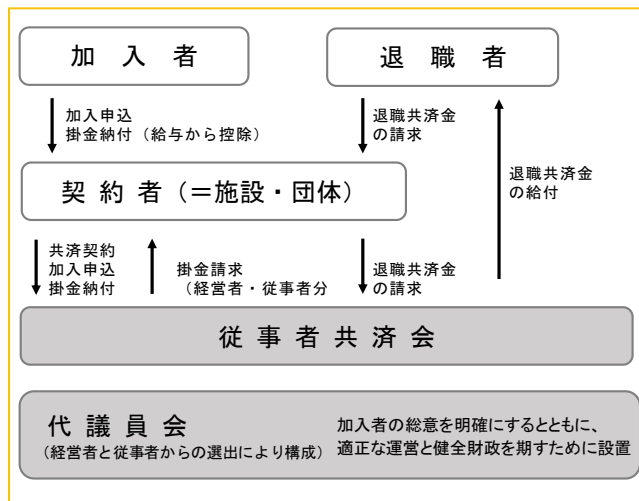 加入者
退職者
加入申込
掛金納付（給与から控除）
退職共済金
の請求
退職共済金
の給付
契約者（＝施設・団体）
共済契約
加入申込
掛金納付
掛金請求
（経営者・従事者分
退職共済金
の請求
従事者共済会
代議員会
（経営者と従事者からの選出により構成）
加入者の総意を明確にするとともに、
適正な運営と健全財政を期すために設置